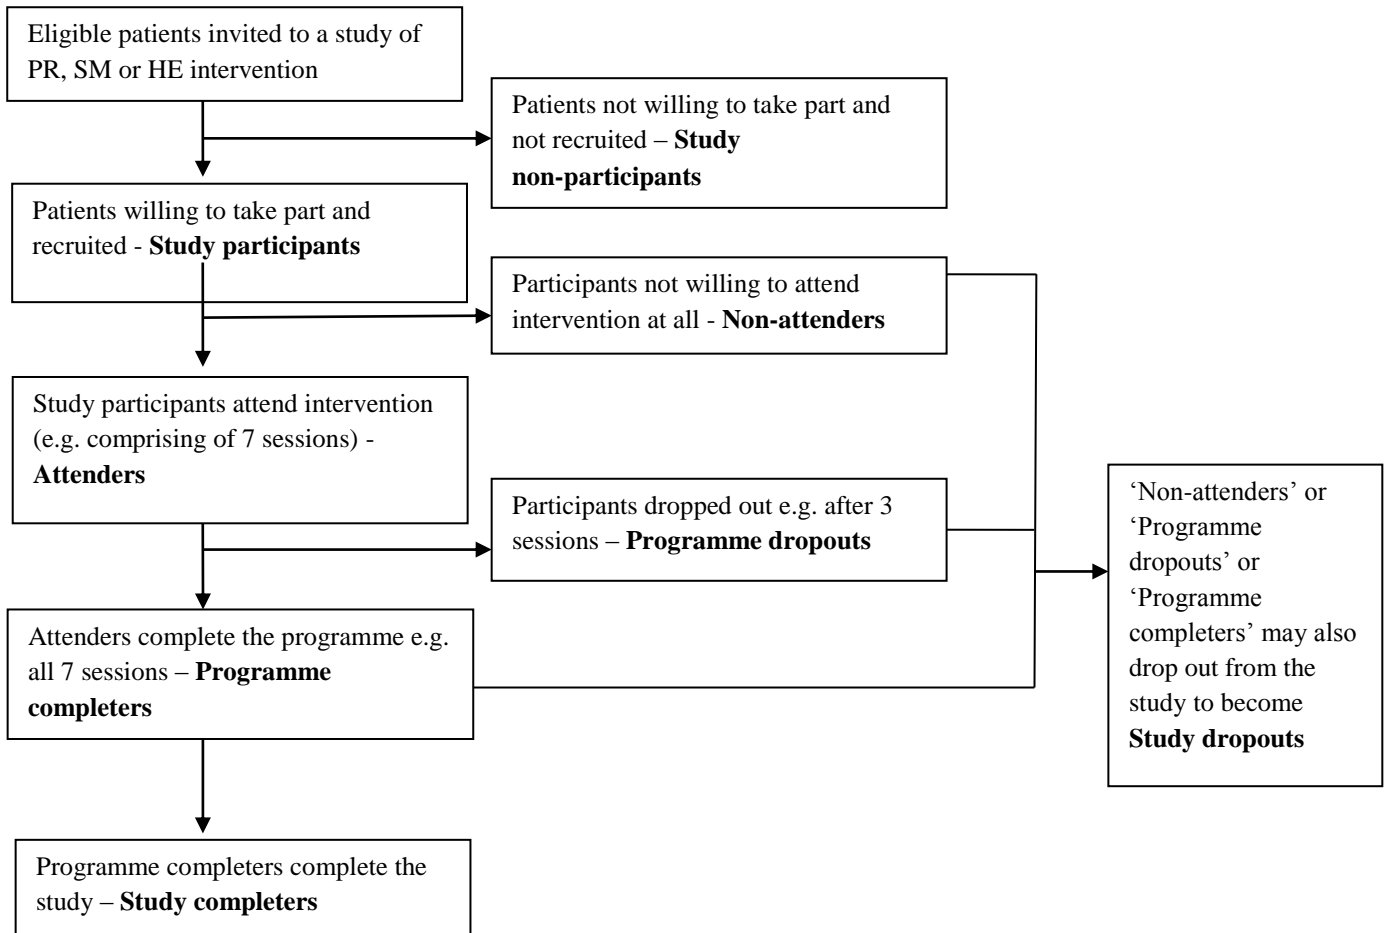 Eligible patients invited to a study of
PR, SM or HE intervention
Patients not willing to take part and
not recruited – Study
non-participants
Patients willing to take part and
recruited - Study participants
Participants not willing to attend
intervention at all - Non-attenders
Study participants attend intervention
(e.g. comprising of 7 sessions) -
Attenders
Participants dropped out e.g. after 3
sessions – Programme dropouts
‘Non-attenders’ or
‘Programme
dropouts’ or
‘Programme
completers’ may also
drop out from the
study to become
Study dropouts
Attenders complete the programme e.g.
all 7 sessions – Programme
completers
Programme completers complete the
study – Study completers